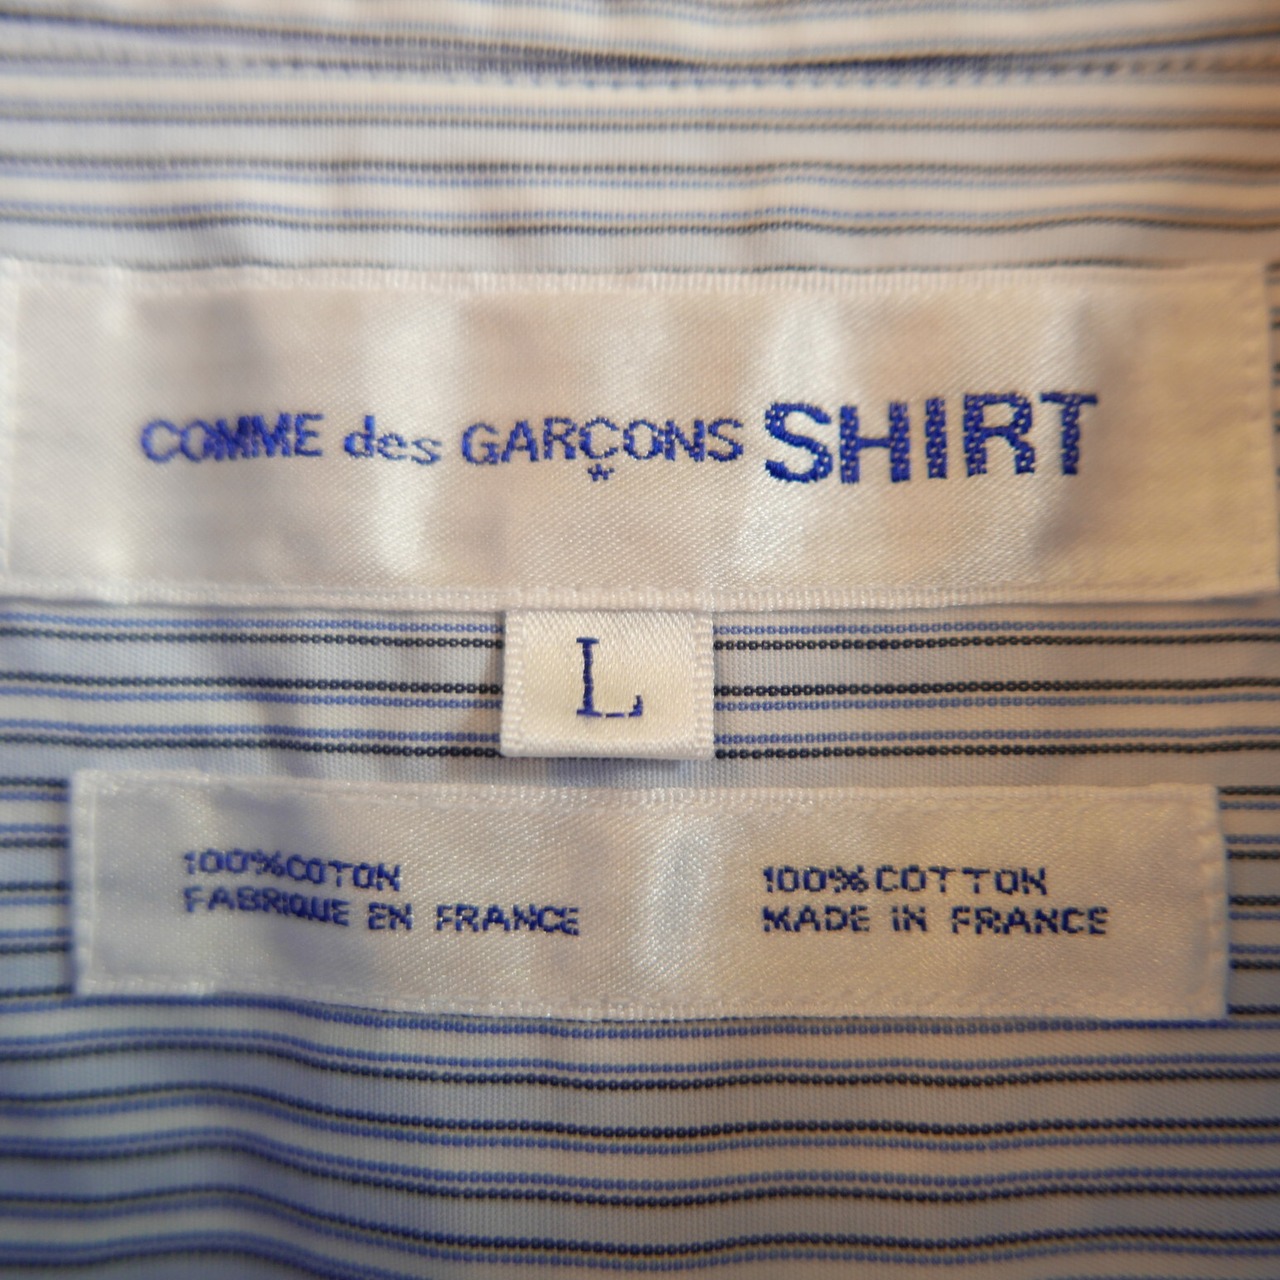 COMME des GARÇONS SHIRT
L
100%COTON
FABRIQUE EN FRANCE
100%COTTON
MADE IN FRANCE